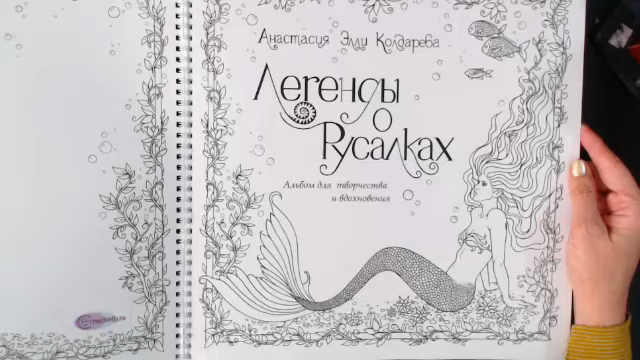 Анастасия Элли Колдарева
Легенды
о
Русалках
Альбом для творчества
и вдохновения